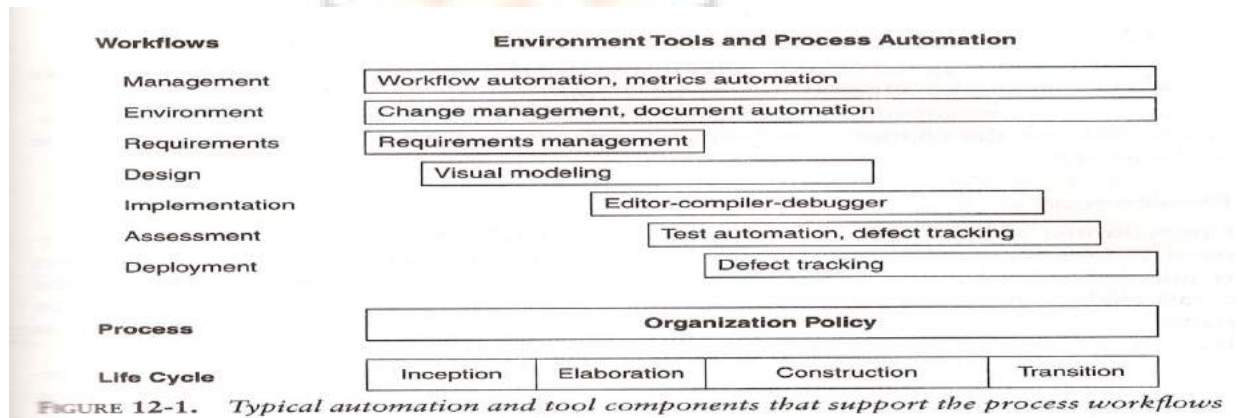 Workflows Environment Tools and Process Automation
Management Workflow automation, metrics automation
Environment Change management, document automation
Requirements Requirements management
Design Visual modeling
Implementation Editor-compiler-debugger
Assessment Test automation, defect tracking
Deployment Defect tracking
Process Organization Policy
Life Cycle Inception Elaboration Construction Transition
FIGURE 12-1. Typical automation and tool components that support the process workflows